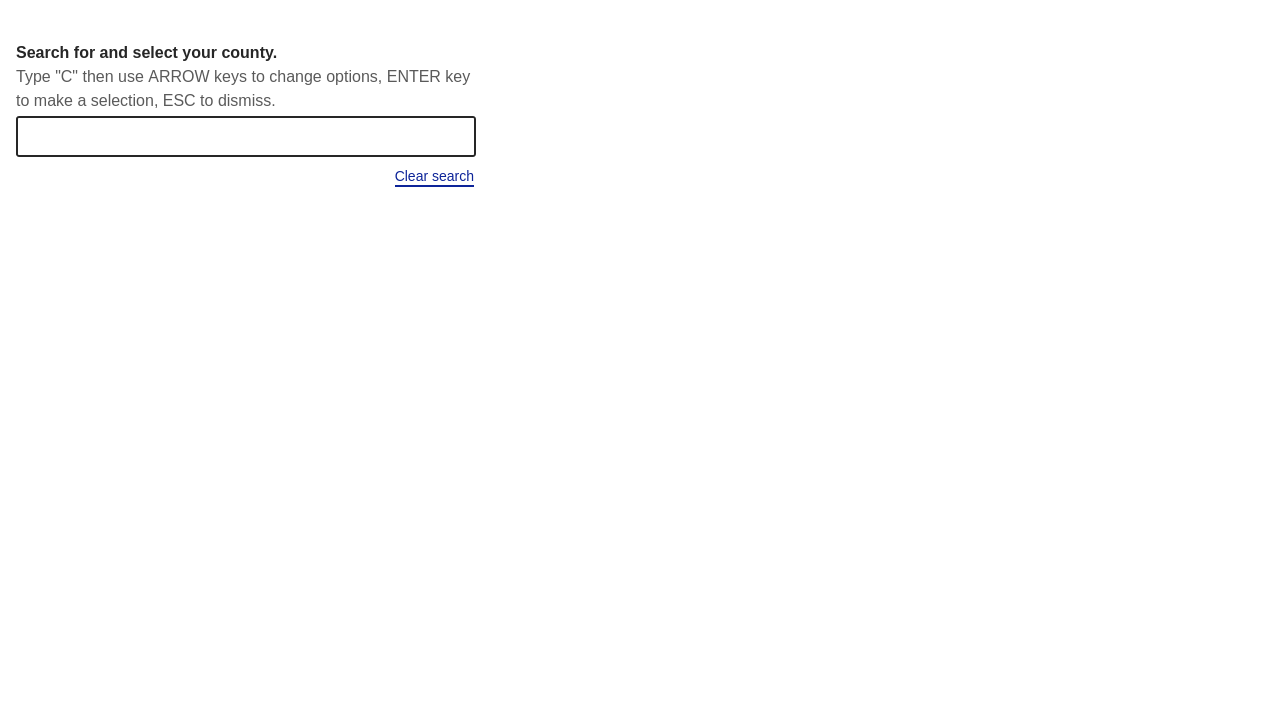 Search for and select your county.
Type "C" then use ARROW keys to change options, ENTER key
to make a selection, ESC to dismiss.
Clear search